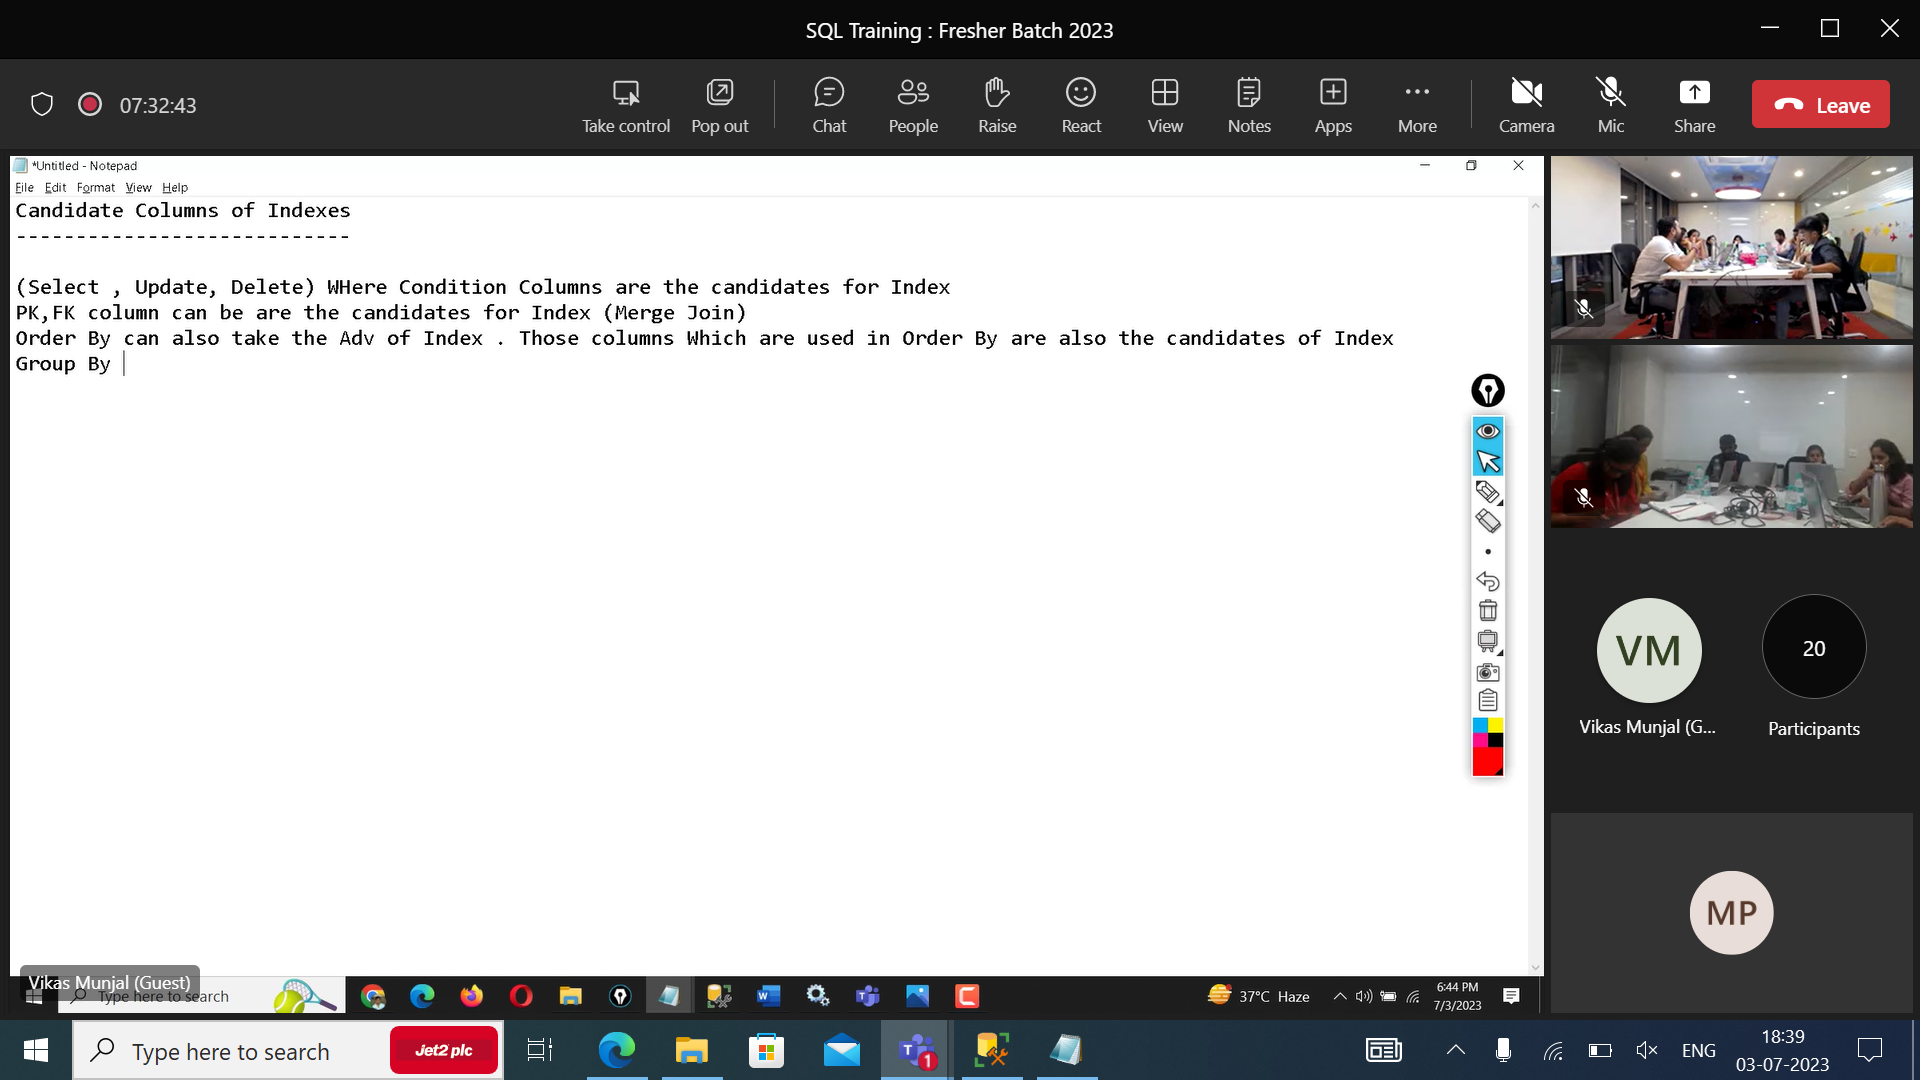 SQL Training : Fresher Batch 2023
07:32:43
Take control
Pop out
Chat
People
Raise
React
View
Notes
Apps
More
Camera
Mic
Share
Leave
*Untitled - Notepad
File Edit Format View Help
Candidate Columns of Indexes
----------------------------
(Select , Update, Delete) WHere Condition Columns are the candidates for Index
PK,FK column can be are the candidates for Index (Merge Join)
Order By can also take the Adv of Index . Those columns Which are used in Order By are also the candidates of Index
Group By
VM
Vikas Munjal (G...
20
Participants
MP
Vikas Munjal (Guest)
Type here to search
37°C Haze
6:44 PM
7/3/2023
Type here to search
Jet2 plc
1
ENG
18:39
03-07-2023